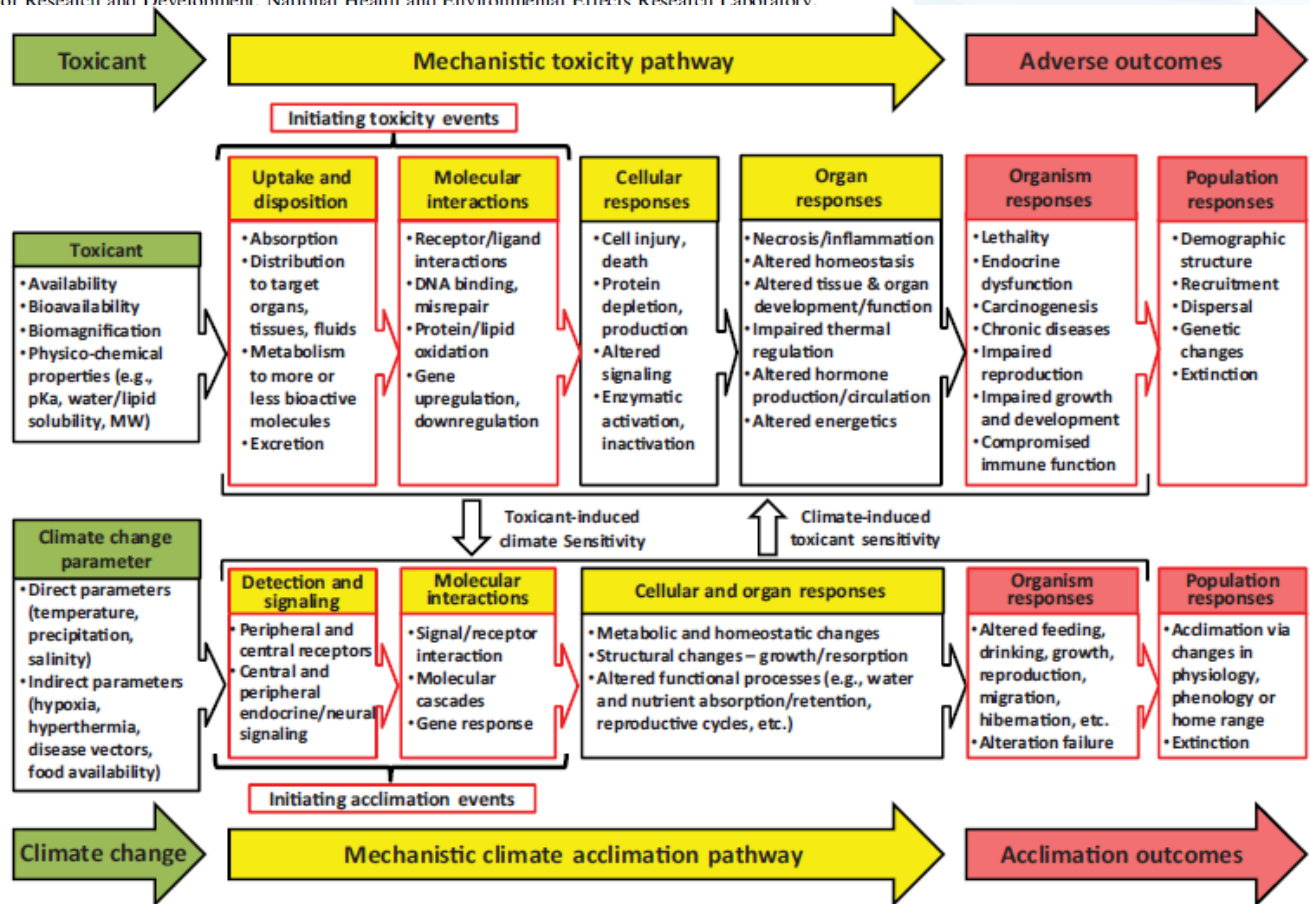 of Research and Development, National Health and Environmental Effects Research Laboratory,
Toxicant
Mechanistic toxicity pathway
Adverse outcomes
Initiating toxicity events
Toxicant
• Availability
• Bioavailability
• Biomagnification
• Physico-chemical
properties (e.g.,
pKa, water/lipid
solubility, MW)
Uptake and
disposition
• Absorption
• Distribution
to target
organs,
tissues, fluids
• Metabolism
to more or
less bioactive
molecules
• Excretion
Molecular
interactions
• Receptor/ligand
interactions
• DNA binding,
misrepair
• Protein/lipid
oxidation
• Gene
upregulation,
downregulation
Cellular
responses
• Cell injury,
death
• Protein
depletion,
production
• Altered
signaling
• Enzymatic
activation,
inactivation
Organ
responses
• Necrosis/inflammation
• Altered homeostasis
• Altered tissue & organ
development/function
• Impaired thermal
regulation
• Altered hormone
production/circulation
• Altered energetics
Organism
responses
• Lethality
• Endocrine
dysfunction
• Carcinogenesis
• Chronic diseases
• Impaired
reproduction
• Impaired growth
and development
• Compromised
immune function
Population
responses
• Demographic
structure
• Recruitment
• Dispersal
• Genetic
changes
• Extinction
Toxicant-induced
climate Sensitivity
Climate-induced
toxicant sensitivity
Climate change
parameter
• Direct parameters
(temperature,
precipitation,
salinity)
• Indirect parameters
(hypoxia,
hyperthermia,
disease vectors,
food availability)
Detection and
signaling
• Peripheral and
central receptors
• Central and
peripheral
endocrine/neural
signaling
Molecular
interactions
• Signal/receptor
interaction
• Molecular
cascades
• Gene response
Cellular and organ responses
• Metabolic and homeostatic changes
• Structural changes – growth/resorption
• Altered functional processes (e.g., water
and nutrient absorption/retention,
reproductive cycles, etc.)
Organism
responses
• Altered feeding,
drinking, growth,
reproduction,
migration,
hibernation, etc.
• Alteration failure
Population
responses
• Acclimation via
changes in
physiology,
phenology or
home range
• Extinction
Initiating acclimation events
Climate change
Mechanistic climate acclimation pathway
Acclimation outcomes